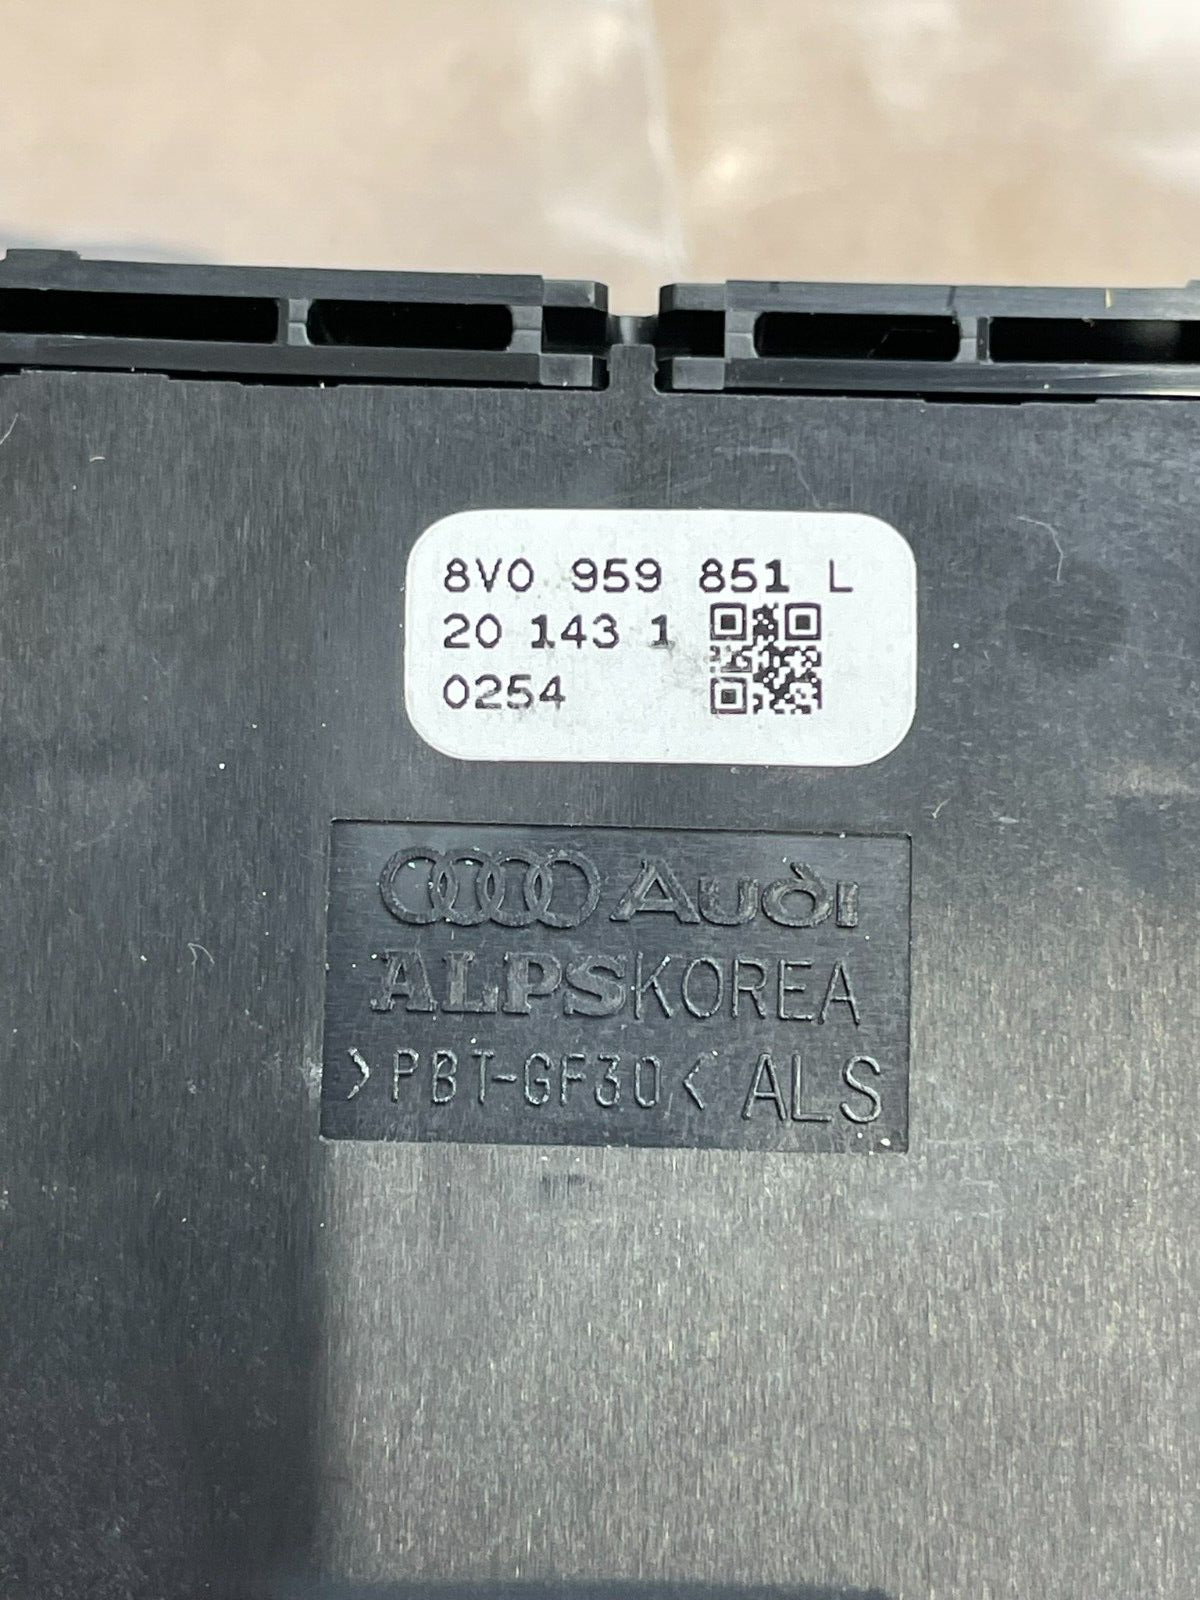 8V0 959 851 L
20 143 1
0254
Audi
ALPSKOREA
>PBT-GF30< ALS